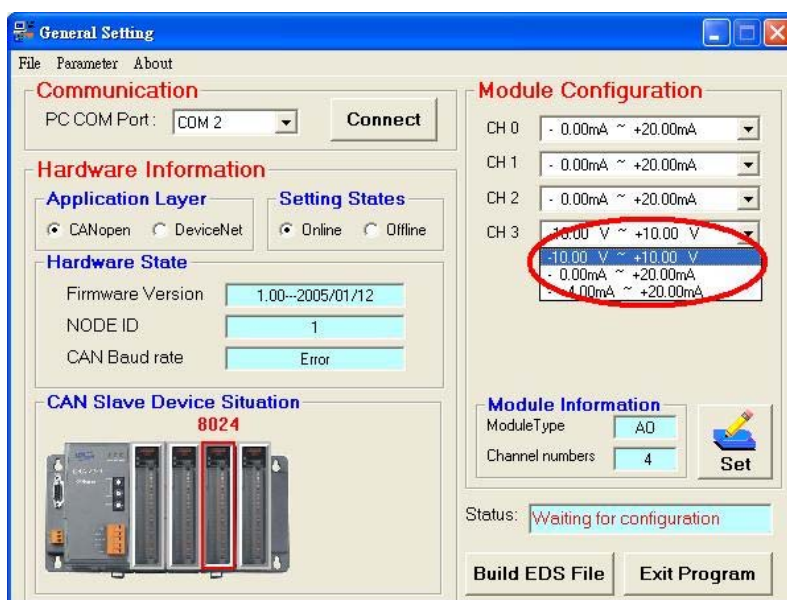 General Setting
File Parameter About
Communication
PC COM Port : COM 2 Connect
Hardware Information
Application Layer
CANopen DeviceNet
Setting States
Online Offline
Hardware State
Firmware Version 1.00---2005/01/12
NODE ID 1
CAN Baud rate Error
CAN Slave Device Situation
8024
Module Configuration
CH 0 - 0.00mA ~ +20.00mA
CH 1 - 0.00mA ~ +20.00mA
CH 2 - 0.00mA ~ +20.00mA
CH 3 -10.00 V ~ +10.00 V
-10.00 V ~ +10.00 V
- 0.00mA ~ +20.00mA
- +4.00mA ~ +20.00mA
Module Information
ModuleType AO
Channel numbers 4
Set
Status: Waiting for configuration
Build EDS File Exit Program